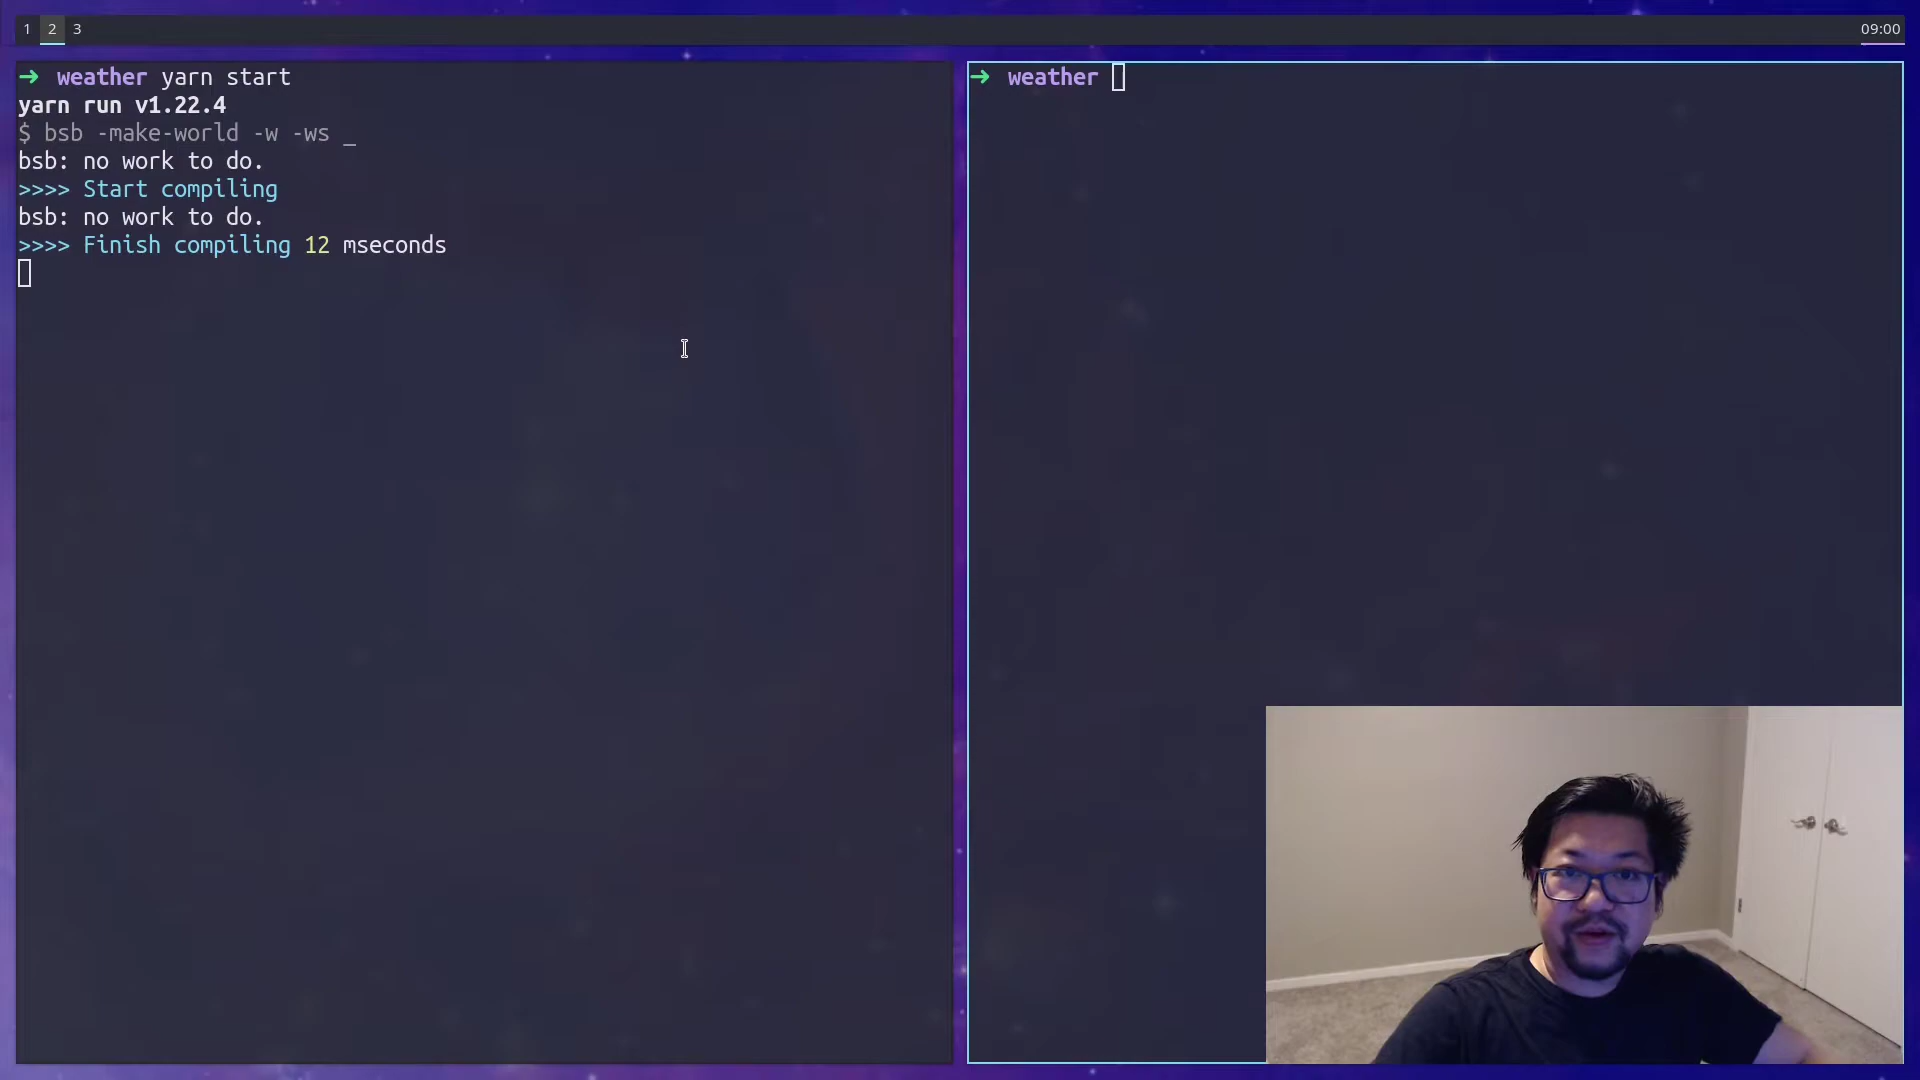 1 2 3
09:00
➜ weather yarn start
yarn run v1.22.4
$ bsb -make-world -w -ws _
bsb: no work to do.
>>>> Start compiling
bsb: no work to do.
>>>> Finish compiling 12 mseconds
➜ weather